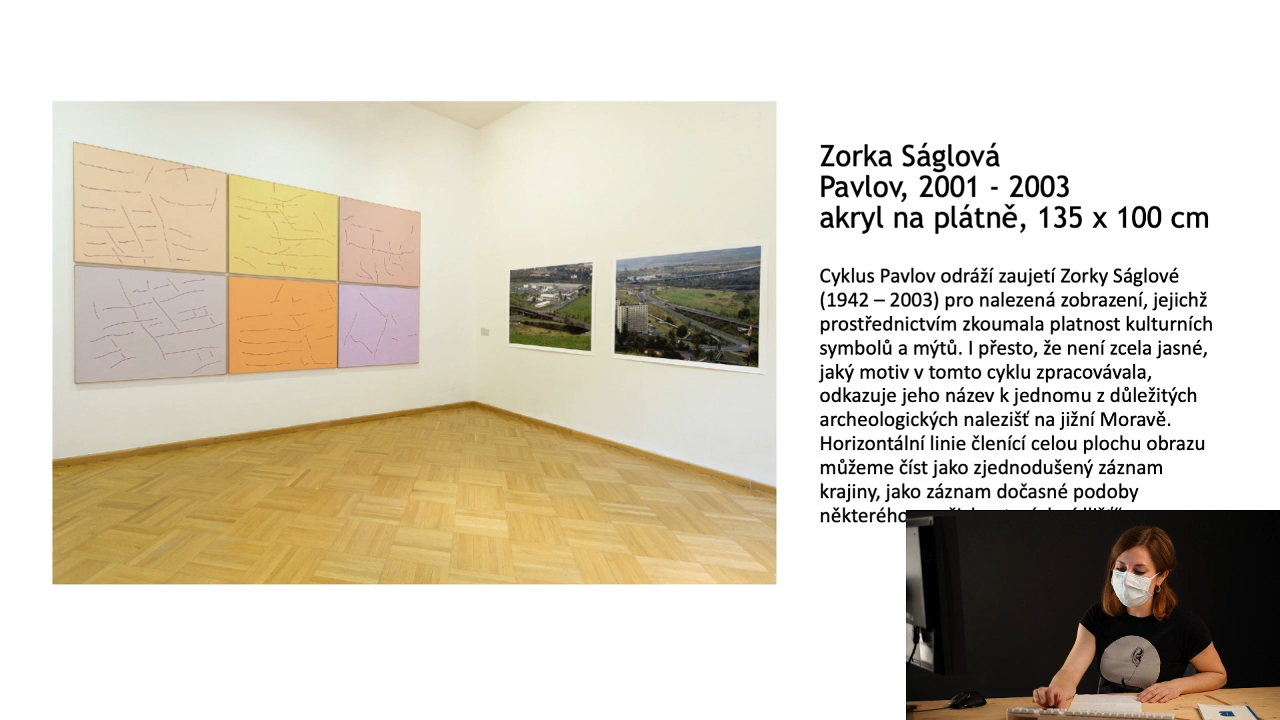 Zorka Ságlová
Pavlov, 2001 - 2003
akryl na plátně, 135 x 100 cm
Cyklus Pavlov odráží zaujetí Zorky Ságlové
(1942 – 2003) pro nalezená zobrazení, jejichž
prostřednictvím zkoumala platnost kulturních
symbolů a mýtů. I přesto, že není zcela jasné,
jaký motiv v tomto cyklu zpracovávala,
odkazuje jeho název k jednomu z důležitých
archeologických nalezišť na jižní Moravě.
Horizontální linie členící celou plochu obrazu
můžeme číst jako zjednodušený záznam
krajiny, jako záznam dočasné podoby
některého